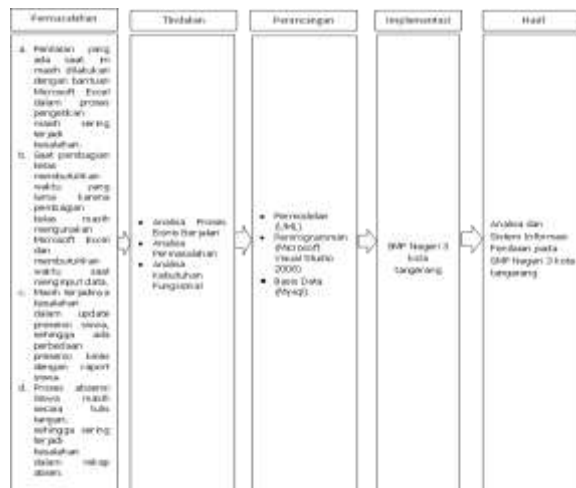 Permasalahan
Tindakan
Perancangan
Implementasi
Hasil
a. Penilaian yang
ada saat ini
masih dilakukan
dengan bantuan
Microsoft Excel
dalam proses
pengetikan
masih sering
terjadi
kesalahan.
b. Saat pembagian
kelas
membutuhkan
waktu yang
lama karena
pembagian
kelas masih
menggunakan
Microsoft Excel
dan
membutuhkan
waktu saat
menginput data.
c. Masih terjadinya
kesalahan
dalam update
presensi siswa,
sehingga ada
perbedaan
presensi kelas
dengan raport
siswa.
d. Proses absensi
siswa masih
secara tulis
tangan,
sehingga sering
terjadi
kesalahan
dalam rekap
absen.
• Analisa Proses
Bisnis Berjalan
• Analisa
Permasalahan
• Analisa
Kebutuhan
Fungsional
• Permodelan
(UML)
• Pemrogramman
(Microsoft
Visual Studio
2008)
• Basis Data
(Mysql)
SMP Negeri 3
kota
tangerang
Analisa dan
Sistem Informasi
Penilaian pada
SMP Negeri 3 kota
tangerang